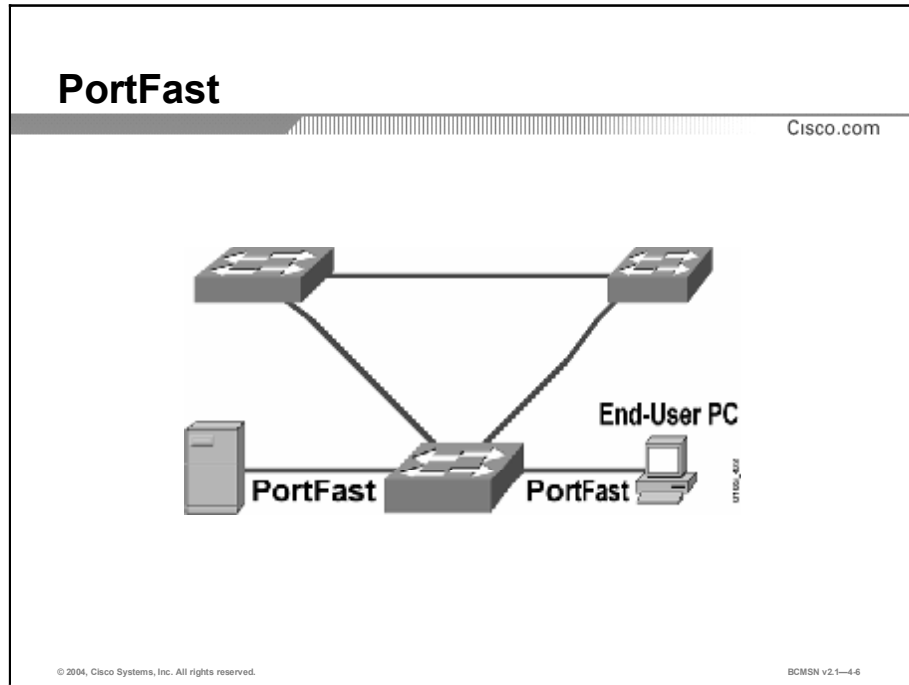 PortFast
Cisco.com
End-User PC
PortFast
PortFast
© 2004, Cisco Systems, Inc. All rights reserved.
BCMSN v2.1—4-6